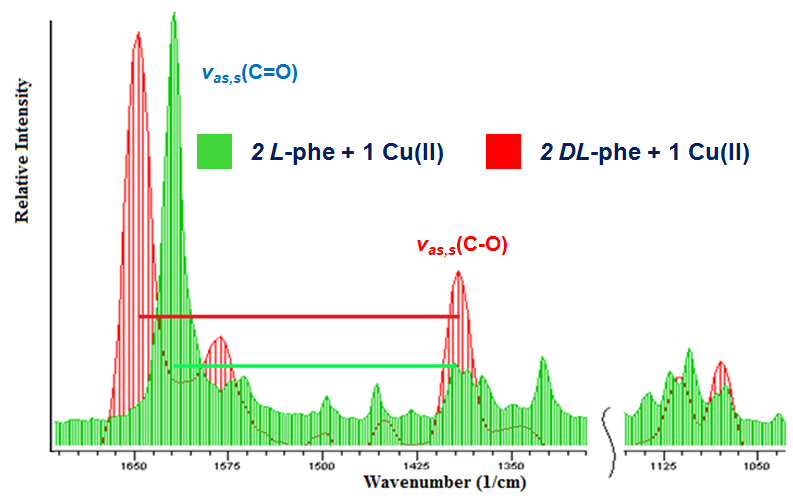 Relative Intensity
νas,s(C=O)
2 L-phe + 1 Cu(II)
2 DL-phe + 1 Cu(II)
νas,s(C-O)
1650 1575 1500 1425 1350 1125 1050
Wavenumber (1/cm)